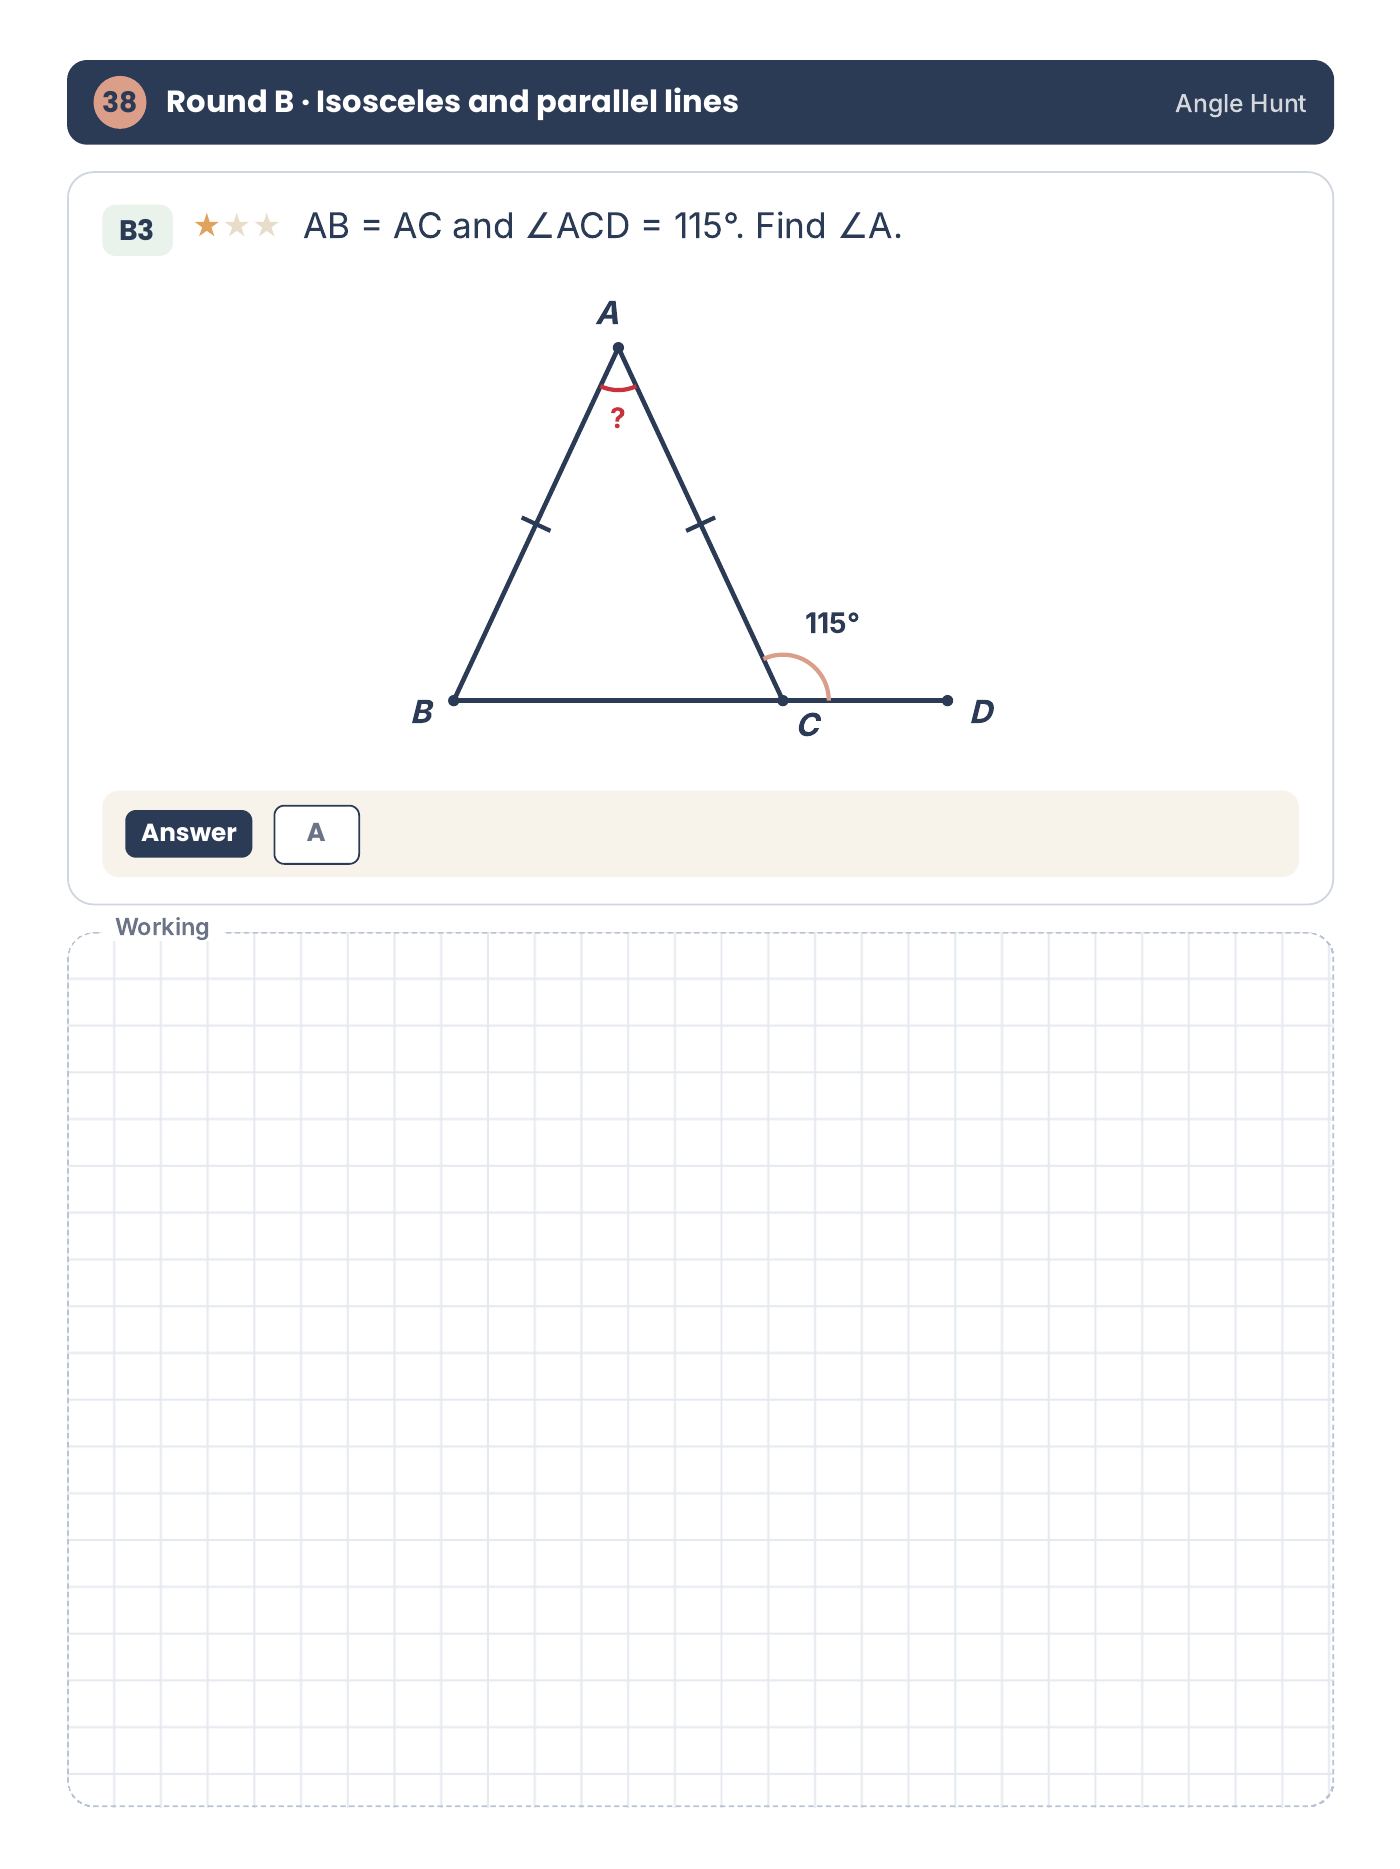 38 Round B · Isosceles and parallel lines Angle Hunt
B3 ★★★ AB = AC and ∠ACD = 115°. Find ∠A.
A
?
115°
B
C
D
Answer A
Working